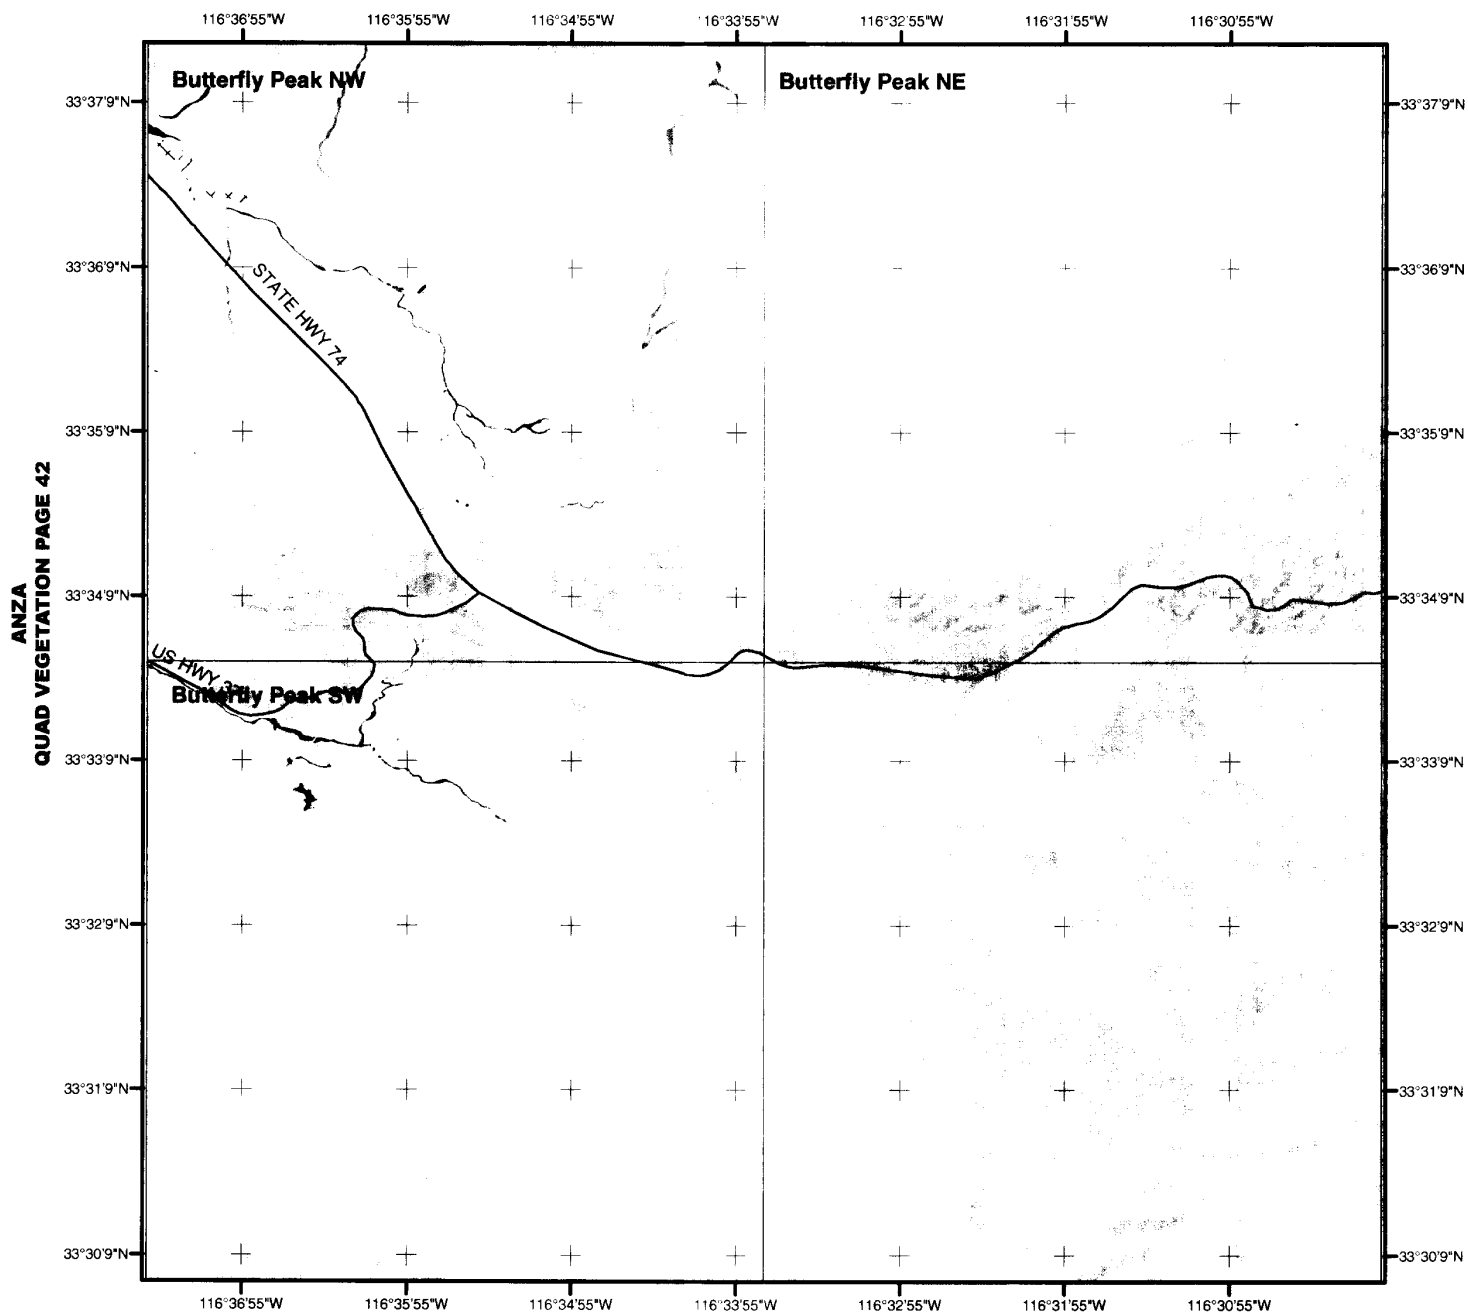 116°36'55"W 116°35'55"W 116°34'55"W 116°33'55"W 116°32'55"W 116°31'55"W 116°30'55"W
Butterfly Peak NW Butterfly Peak NE
33°37'9"N 33°37'9"N
33°36'9"N 33°36'9"N
STATE HWY 74
33°35'9"N 33°35'9"N
ANZA
QUAD VEGETATION PAGE 42
33°34'9"N 33°34'9"N
US HWY
Butterfly Peak SW
33°33'9"N 33°33'9"N
33°32'9"N 33°32'9"N
33°31'9"N 33°31'9"N
33°30'9"N 33°30'9"N
116°36'55"W 116°35'55"W 116°34'55"W 116°33'55"W 116°32'55"W 116°31'55"W 116°30'55"W